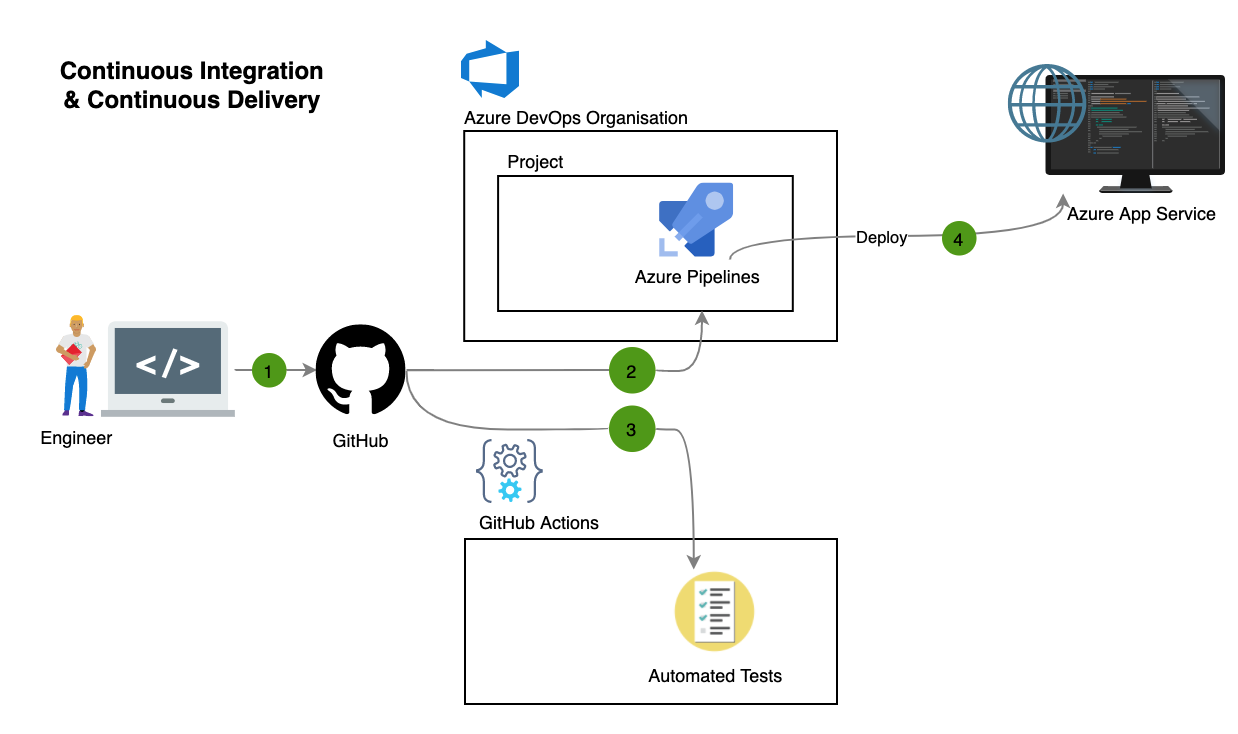 Continuous Integration
& Continuous Delivery
Azure DevOps Organisation
Project
Azure Pipelines
Deploy
4
Azure App Service
</>
Engineer
1
GitHub
2
3
GitHub Actions
Automated Tests